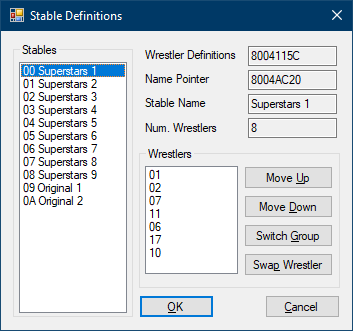 Stable Definitions
Stables
00 Superstars 1
01 Superstars 2
02 Superstars 3
03 Superstars 4
04 Superstars 5
05 Superstars 6
06 Superstars 7
07 Superstars 8
08 Superstars 9
09 Original 1
0A Original 2
Wrestler Definitions 8004115C
Name Pointer 8004AC20
Stable Name Superstars 1
Num. Wrestlers 8
Wrestlers
01
02
07
11
06
17
10
Move Up
Move Down
Switch Group
Swap Wrestler
OK
Cancel